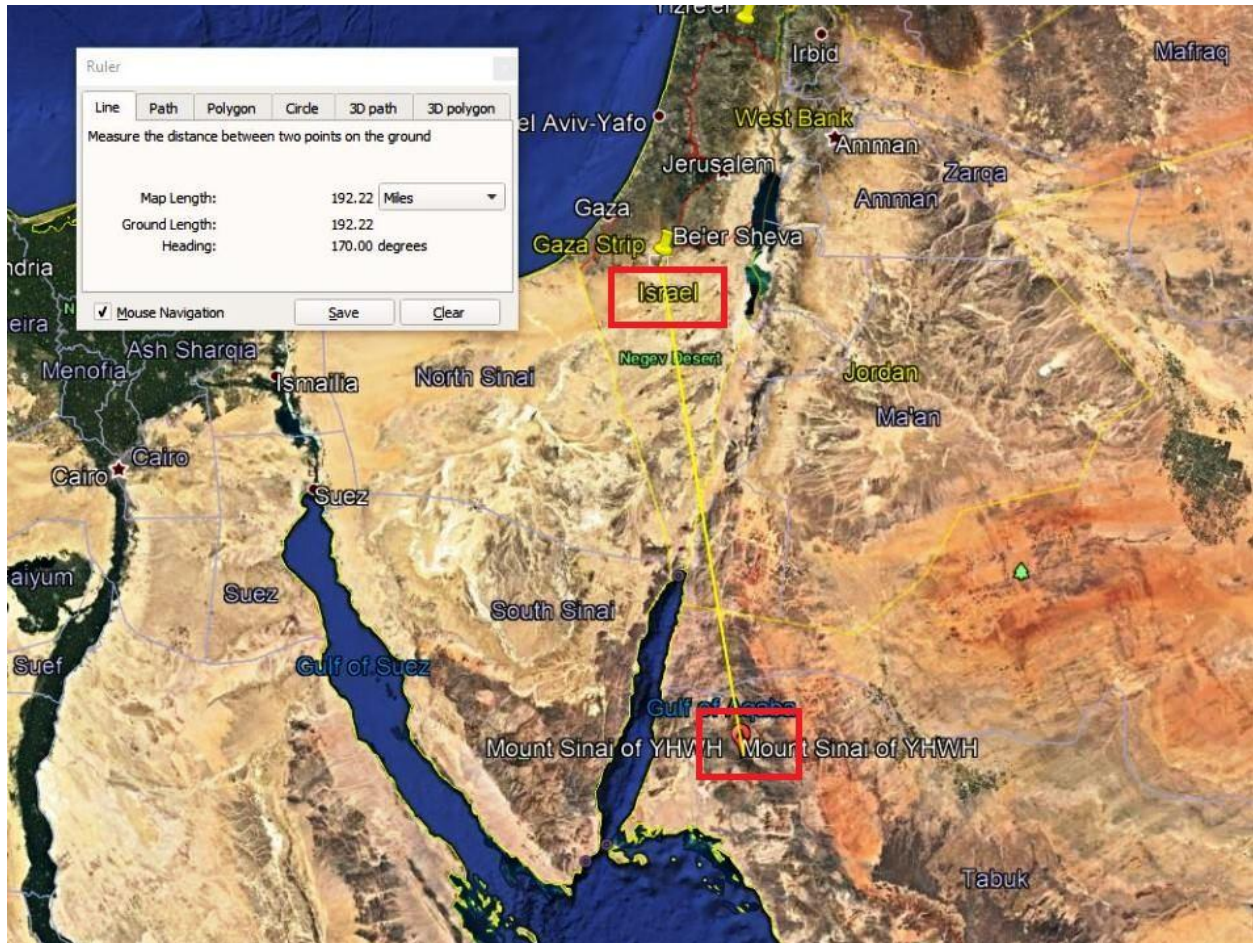 Ruler
Line Path Polygon Circle 3D path 3D polygon
Measure the distance between two points on the ground
Map Length: 192.22 Miles
Ground Length: 192.22
Heading: 170.00 degrees
Mouse Navigation Save Clear
Irbid
Mafraq
el Aviv-Yafo
West Bank
Amman
Jerusalem
Zarqa
Amman
Gaza
Gaza Strip
Be'er Sheva
ndria
Israel
eira
N
Ash Sharqia
Menofia
Ismailia
North Sinai
Negev Desert
Jordan
Ma'an
Cairo
Cairo
Suez
aiyum
Suez
South Sinai
Suef
Gulf of Suez
Gulf of Aqaba
Mount Sinai of YHWH
Mount Sinai of YHWH
Tabuk